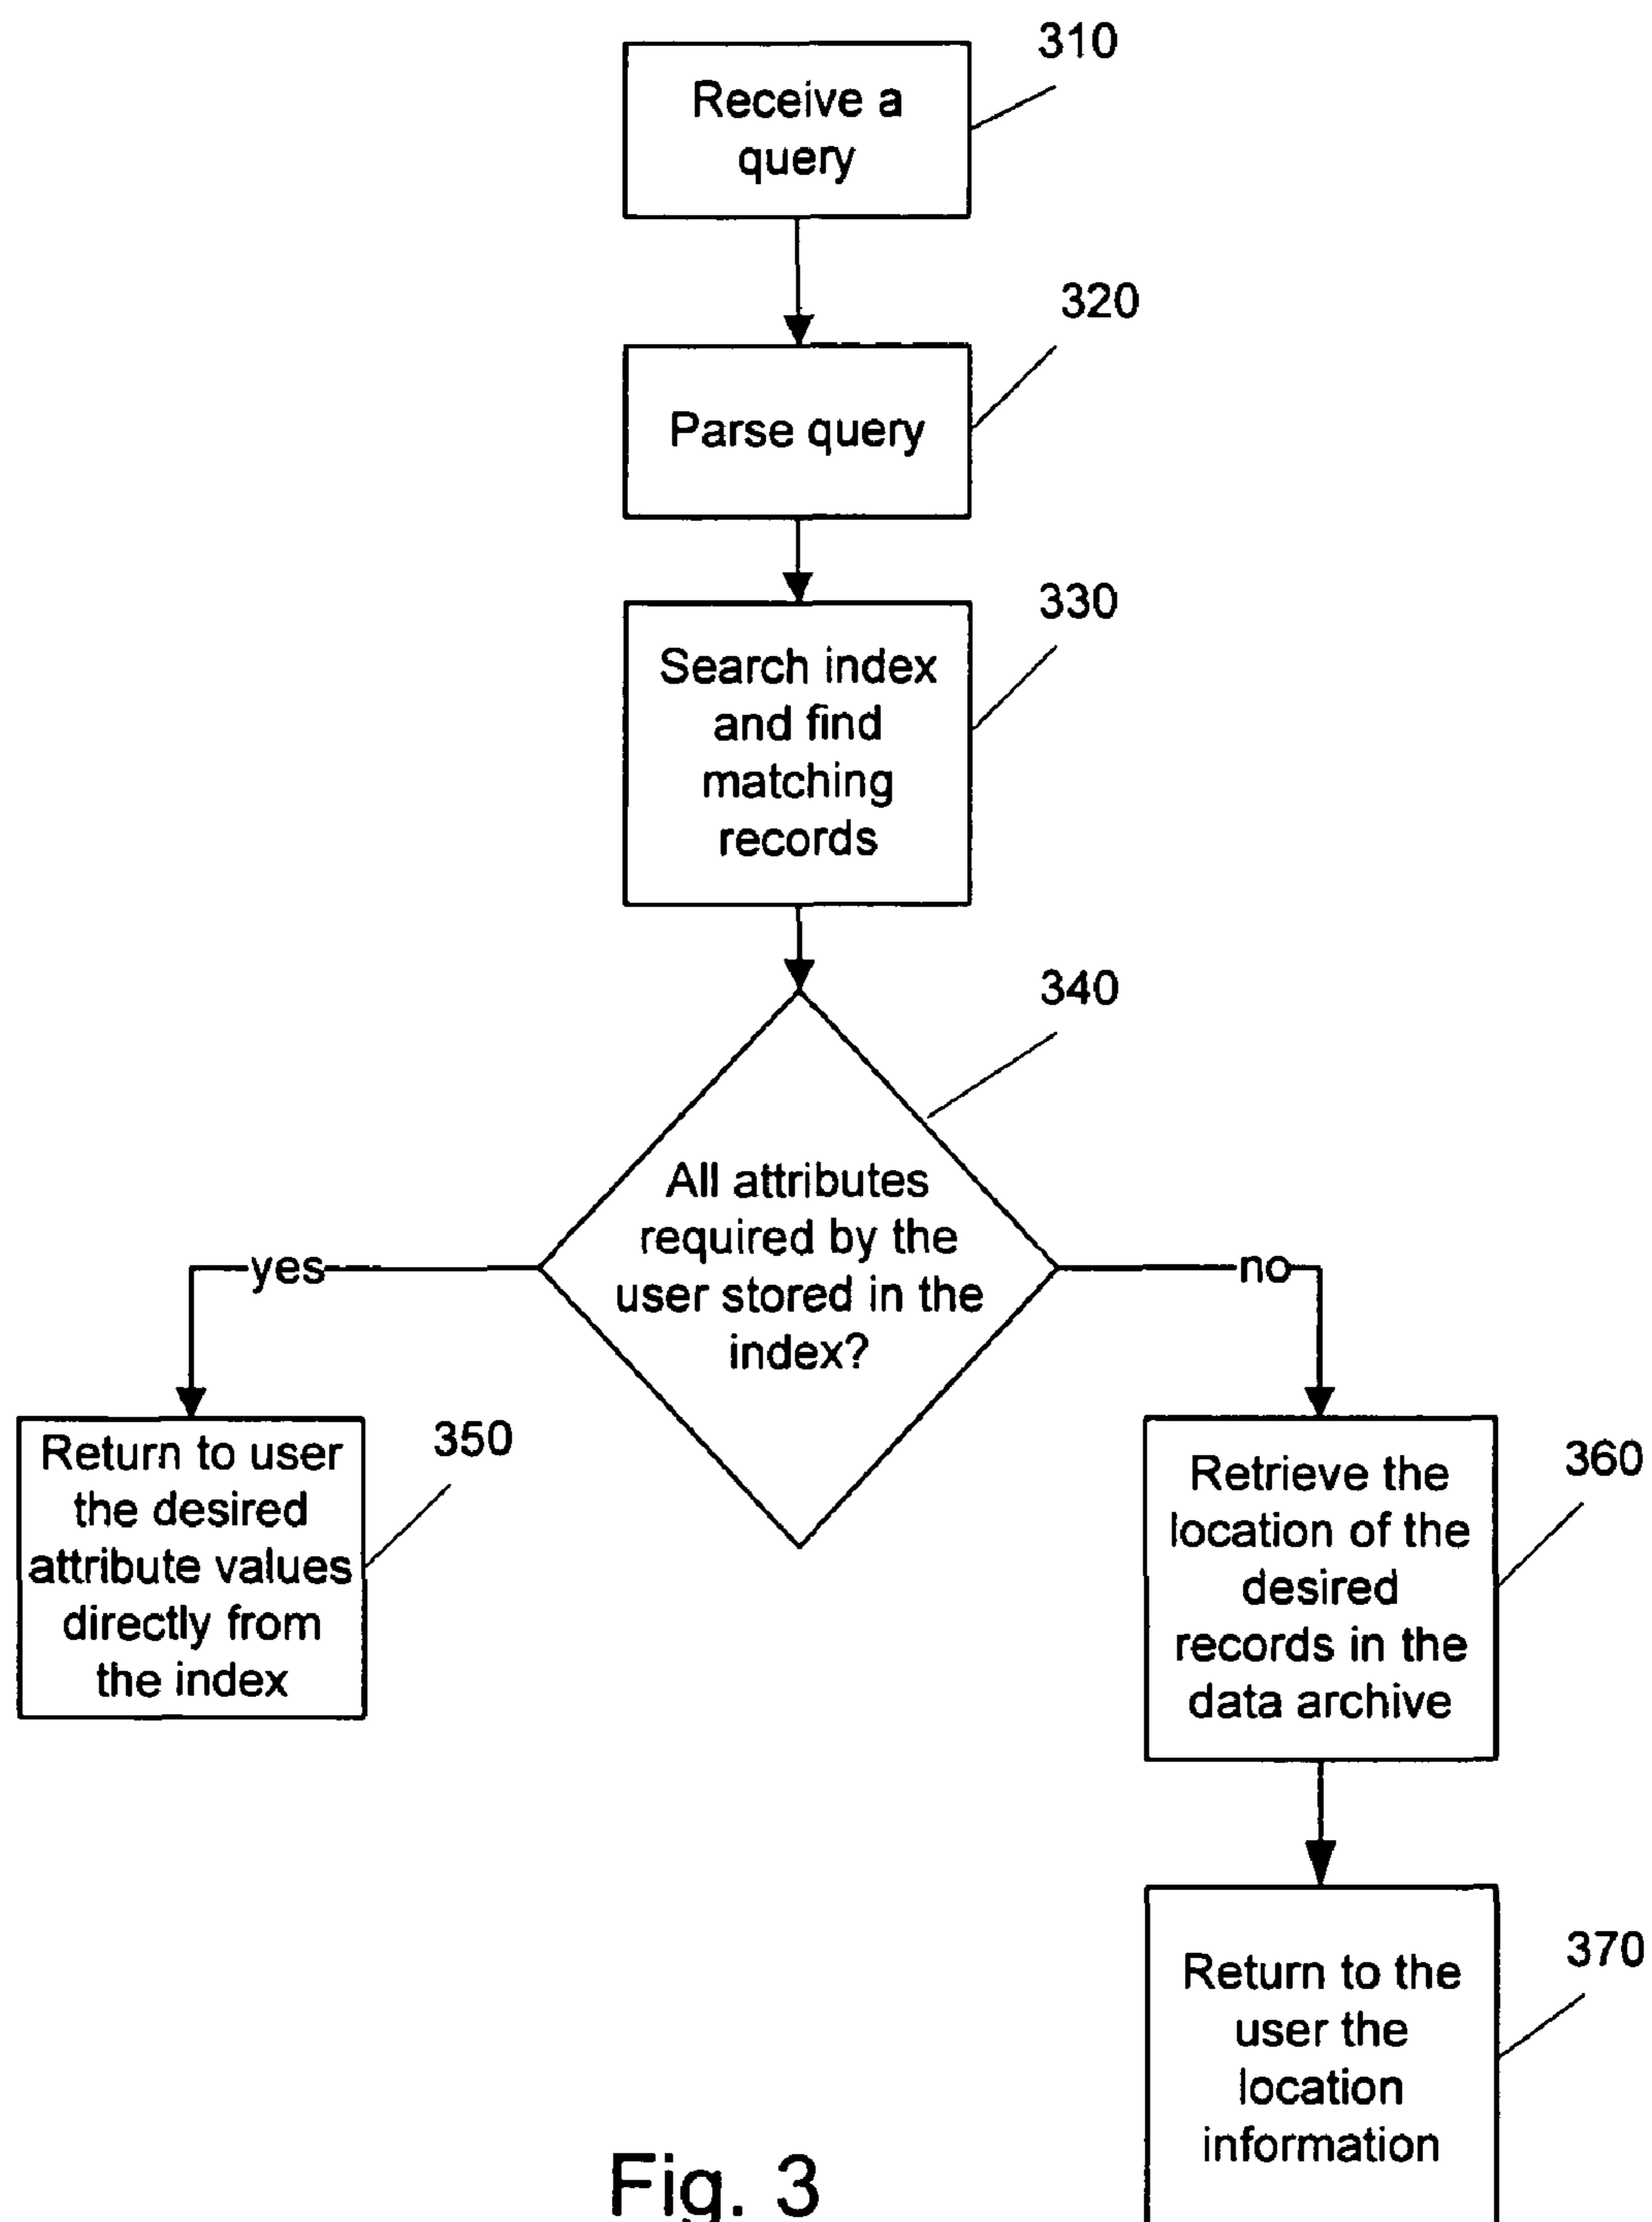 310
Receive a
query
320
Parse query
330
Search index
and find
matching
records
340
All attributes
required by the
user stored in the
index?
yes
no
350
Return to user
the desired
attribute values
directly from
the index
360
Retrieve the
location of the
desired
records in the
data archive
370
Return to the
user the
location
information
Fig. 3